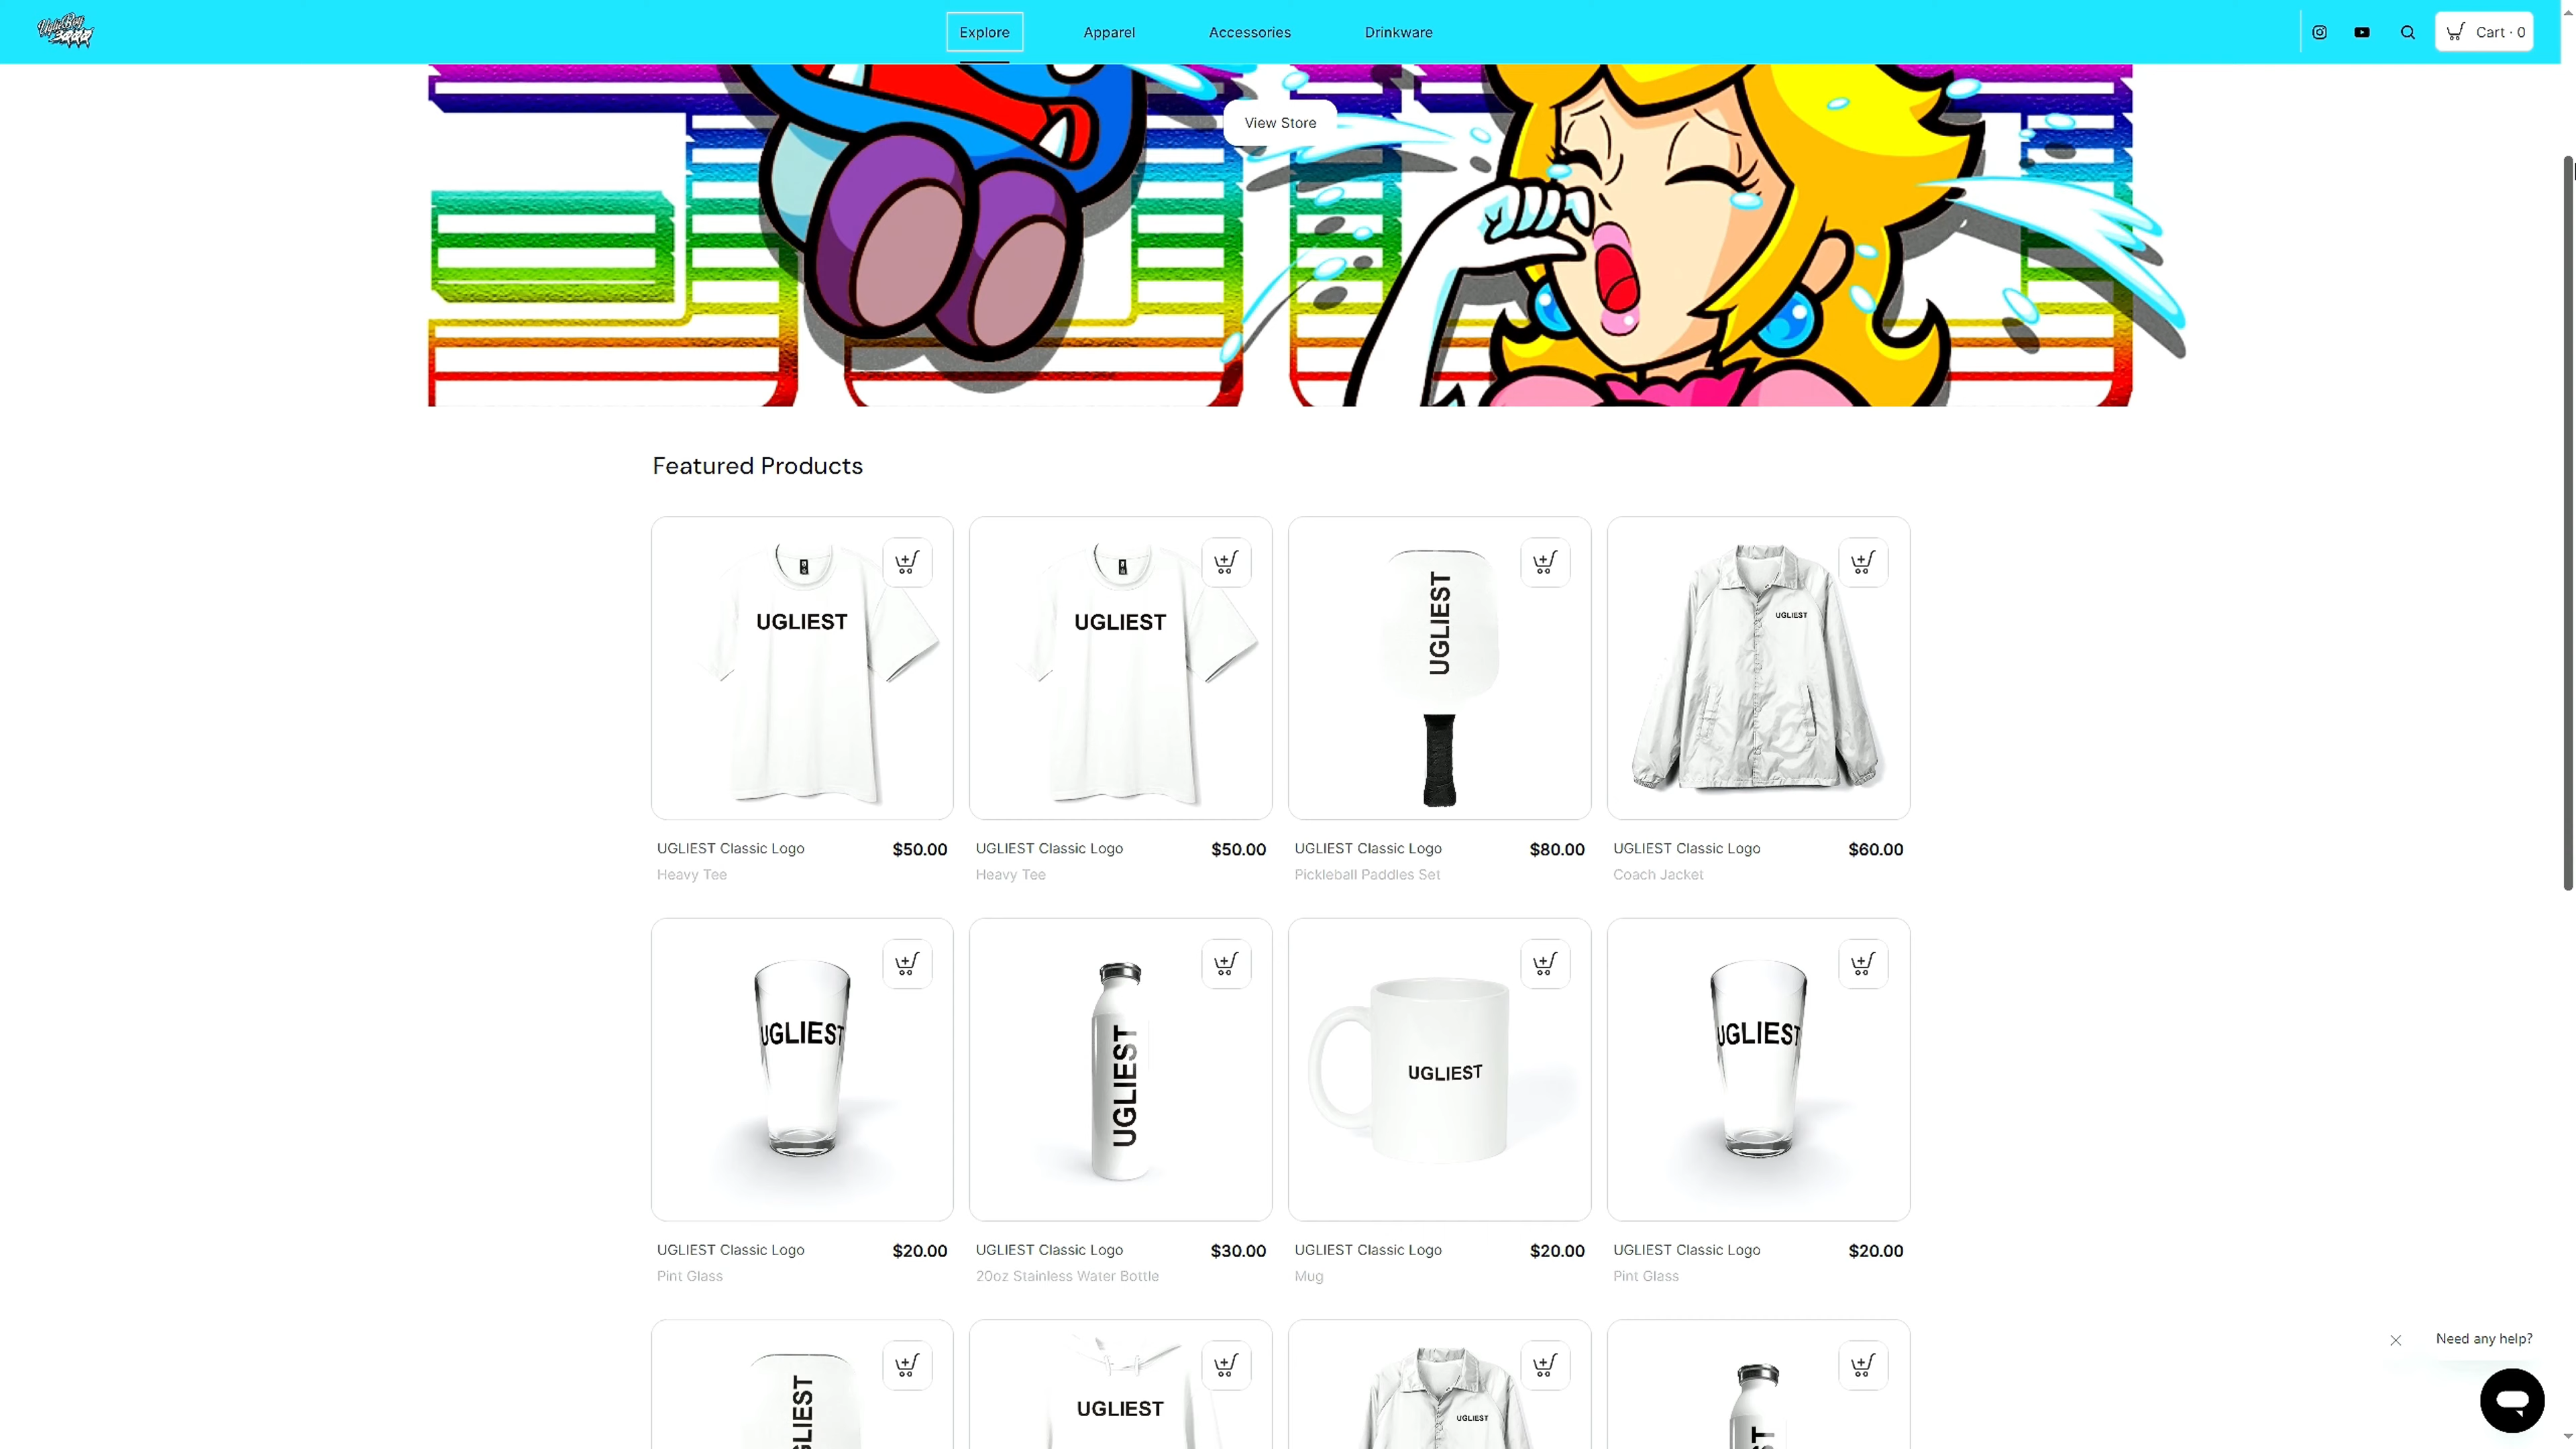 UglieBoy
3000
Explore
Apparel
Accessories
Drinkware
Cart · 0
View Store
Featured Products
UGLIEST
UGLIEST
UGLIEST
UGLIEST
UGLIEST Classic Logo $50.00
Heavy Tee
UGLIEST Classic Logo $50.00
Heavy Tee
UGLIEST Classic Logo $80.00
Pickleball Paddles Set
UGLIEST Classic Logo $60.00
Coach Jacket
UGLIEST
UGLIEST
UGLIEST
UGLIEST
UGLIEST Classic Logo $20.00
Pint Glass
UGLIEST Classic Logo $30.00
20oz Stainless Water Bottle
UGLIEST Classic Logo $20.00
Mug
UGLIEST Classic Logo $20.00
Pint Glass
GLIEST
UGLIEST
UGLIEST
ST
Need any help?